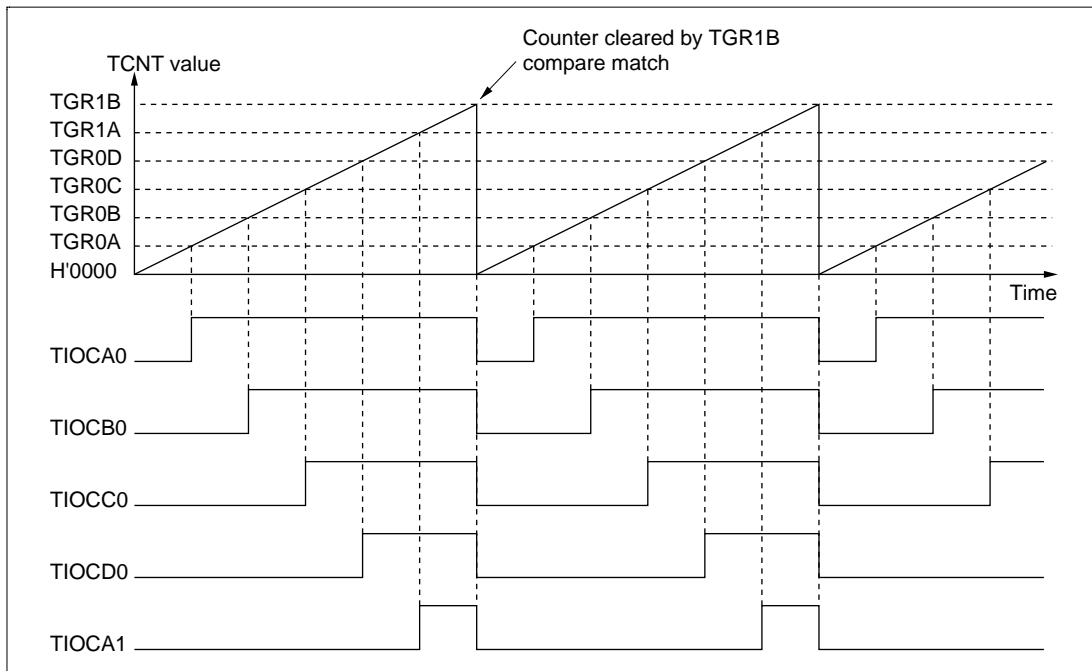 Counter cleared by TGR1B
compare match
TCNT value
TGR1B
TGR1A
TGR0D
TGR0C
TGR0B
TGR0A
H'0000
Time
TIOCA0
TIOCB0
TIOCC0
TIOCD0
TIOCA1